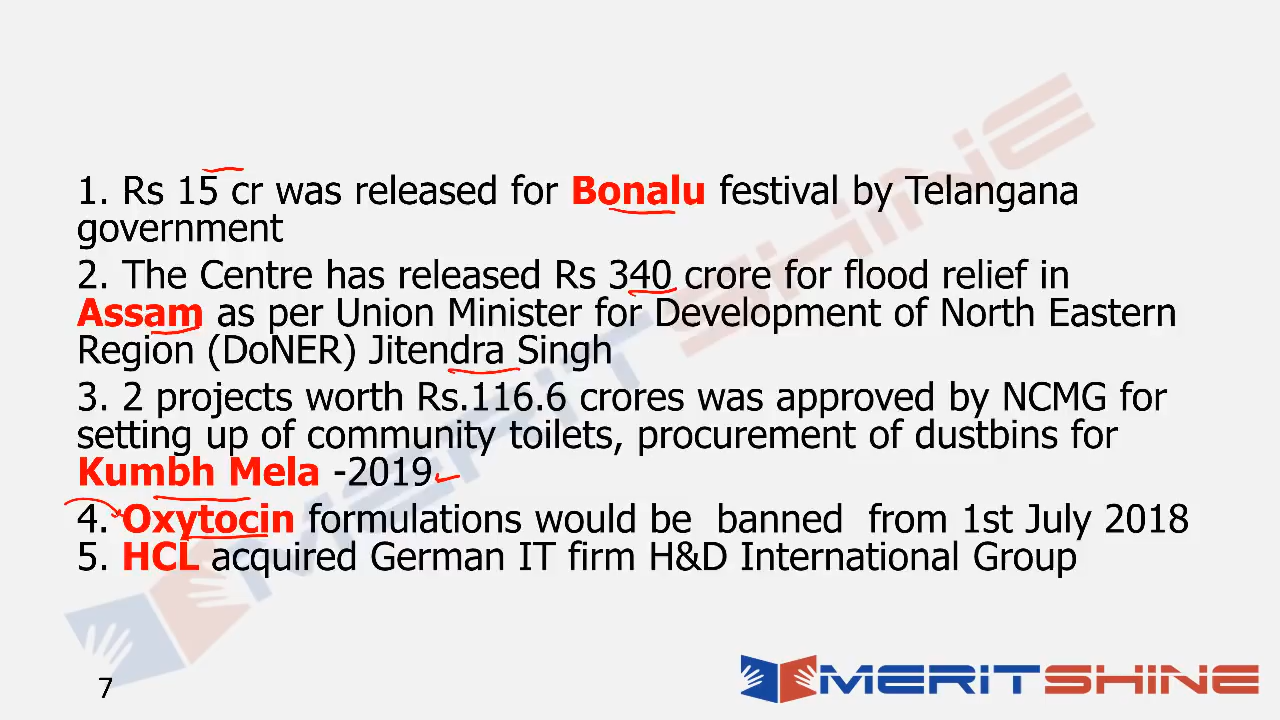 1. Rs 15 cr was released for Bonalu festival by Telangana
government
2. The Centre has released Rs 340 crore for flood relief in
Assam as per Union Minister for Development of North Eastern
Region (DoNER) Jitendra Singh
3. 2 projects worth Rs.116.6 crores was approved by NCMG for
setting up of community toilets, procurement of dustbins for
Kumbh Mela -2019
4. Oxytocin formulations would be banned from 1st July 2018
5. HCL acquired German IT firm H&D International Group
7
MERITSHINE
MERITSHINE